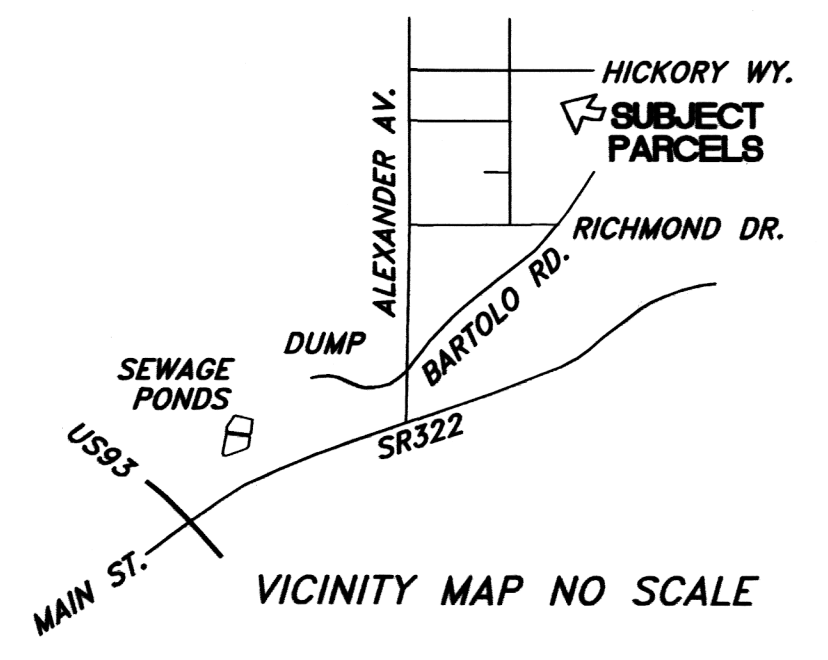 HICKORY WY.
SUBJECT
PARCELS
ALEXANDER AV.
RICHMOND DR.
BARTOLO RD.
DUMP
SEWAGE
PONDS
SR322
US93
MAIN ST.
VICINITY MAP NO SCALE